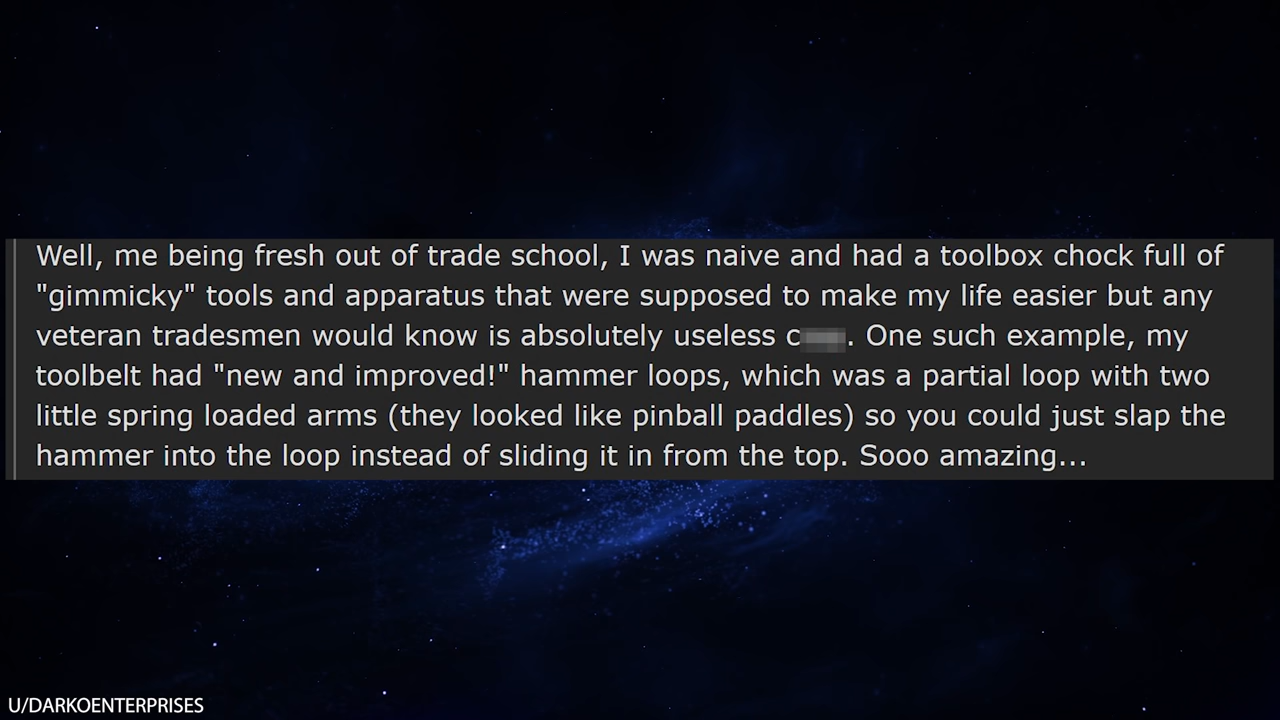 Well, me being fresh out of trade school, I was naive and had a toolbox chock full of
"gimmicky" tools and apparatus that were supposed to make my life easier but any
veteran tradesmen would know is absolutely useless c. One such example, my
toolbelt had "new and improved!" hammer loops, which was a partial loop with two
little spring loaded arms (they looked like pinball paddles) so you could just slap the
hammer into the loop instead of sliding it in from the top. Sooo amazing...
U/DARKOENTERPRISES